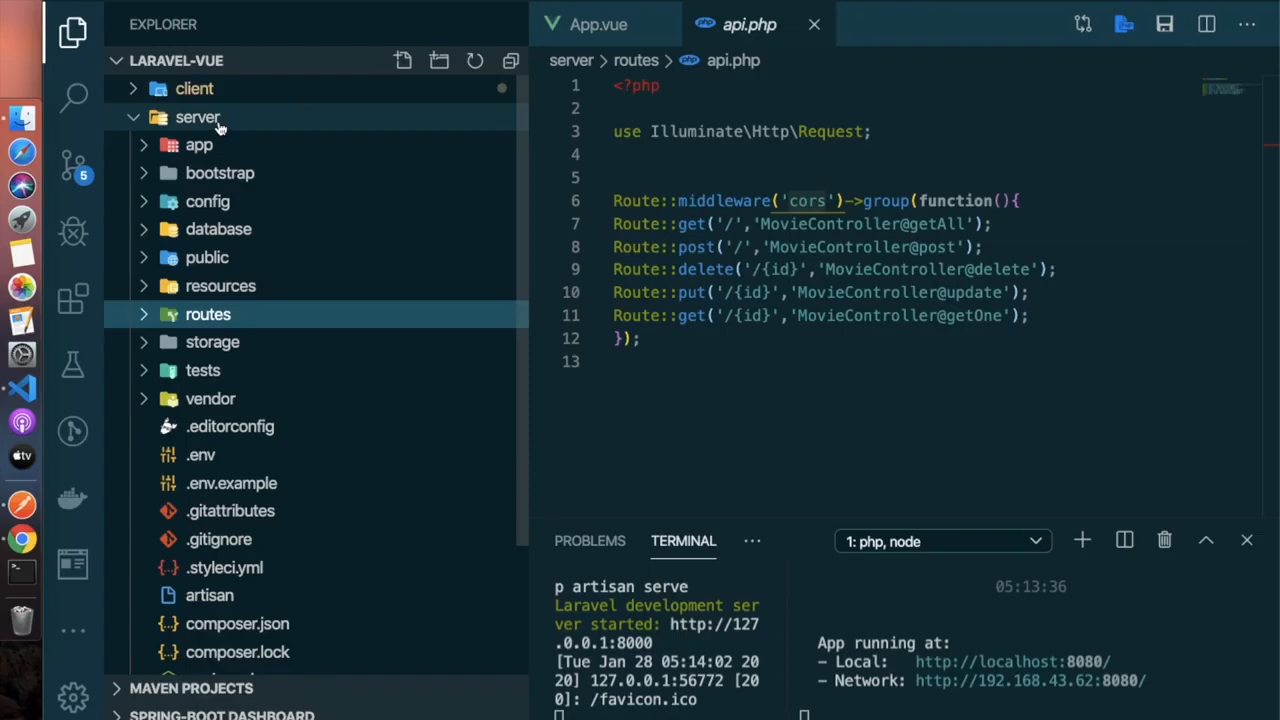 EXPLORER
LARAVEL-VUE
client
server
app
bootstrap
config
database
public
resources
routes
storage
tests
vendor
.editorconfig
.env
.env.example
.gitattributes
.gitignore
.styleci.yml
artisan
composer.json
composer.lock
MAVEN PROJECTS
SPRING-BOOT DASHBOARD
5
tv
App.vue
php api.php
server > routes > php api.php
1 <?php
2
3 use Illuminate\Http\Request;
4
5
6 Route::middleware('cors')->group(function(){
7 Route::get('/','MovieController@getAll');
8 Route::post('/','MovieController@post');
9 Route::delete('/{id}','MovieController@delete');
10 Route::put('/{id}','MovieController@update');
11 Route::get('/{id}','MovieController@getOne');
12 });
13
PROBLEMS TERMINAL ···
1: php, node
p artisan serve
Laravel development ser
ver started: http://127
.0.0.1:8000
[Tue Jan 28 05:14:02 20
20] 127.0.0.1:56772 [20
0]: /favicon.ico
05:13:36
App running at:
- Local: http://localhost:8080/
- Network: http://192.168.43.62:8080/